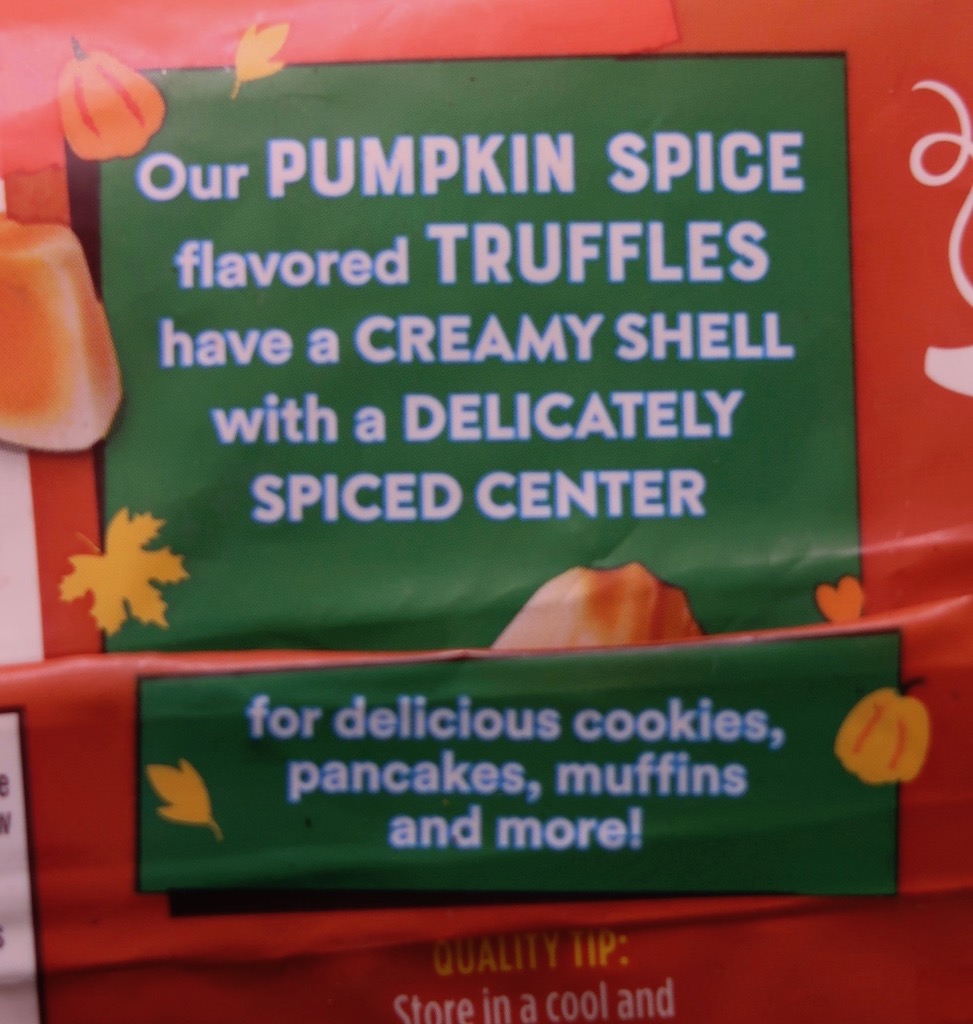 Our PUMPKIN SPICE
flavored TRUFFLES
have a CREAMY SHELL
with a DELICATELY
SPICED CENTER
for delicious cookies,
pancakes, muffins
and more!
QUALITY TIP:
Store in a cool and